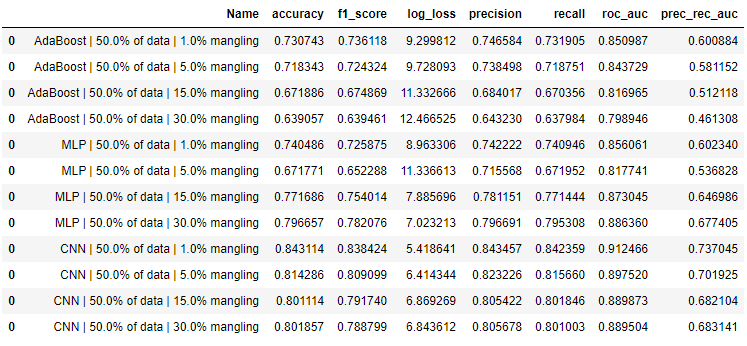 Name accuracy f1_score log_loss precision recall roc_auc prec_rec_auc
0 AdaBoost | 50.0% of data | 1.0% mangling 0.730743 0.736118 9.299812 0.746584 0.731905 0.850987 0.600884
0 AdaBoost | 50.0% of data | 5.0% mangling 0.718343 0.724324 9.728093 0.738498 0.718751 0.843729 0.581152
0 AdaBoost | 50.0% of data | 15.0% mangling 0.671886 0.674869 11.332666 0.684017 0.670356 0.816965 0.512118
0 AdaBoost | 50.0% of data | 30.0% mangling 0.639057 0.639461 12.466525 0.643230 0.637984 0.798946 0.461308
0 MLP | 50.0% of data | 1.0% mangling 0.740486 0.725875 8.963306 0.742222 0.740946 0.856061 0.602340
0 MLP | 50.0% of data | 5.0% mangling 0.671771 0.652288 11.336613 0.715568 0.671952 0.817741 0.536828
0 MLP | 50.0% of data | 15.0% mangling 0.771686 0.754014 7.885696 0.781151 0.771444 0.873045 0.646986
0 MLP | 50.0% of data | 30.0% mangling 0.796657 0.782076 7.023213 0.796691 0.795308 0.886360 0.677405
0 CNN | 50.0% of data | 1.0% mangling 0.843114 0.838424 5.418641 0.843457 0.842359 0.912466 0.737045
0 CNN | 50.0% of data | 5.0% mangling 0.814286 0.809099 6.414344 0.823226 0.815660 0.897520 0.701925
0 CNN | 50.0% of data | 15.0% mangling 0.801114 0.791740 6.869269 0.805422 0.801846 0.889873 0.682104
0 CNN | 50.0% of data | 30.0% mangling 0.801857 0.788799 6.843612 0.805678 0.801003 0.889504 0.683141